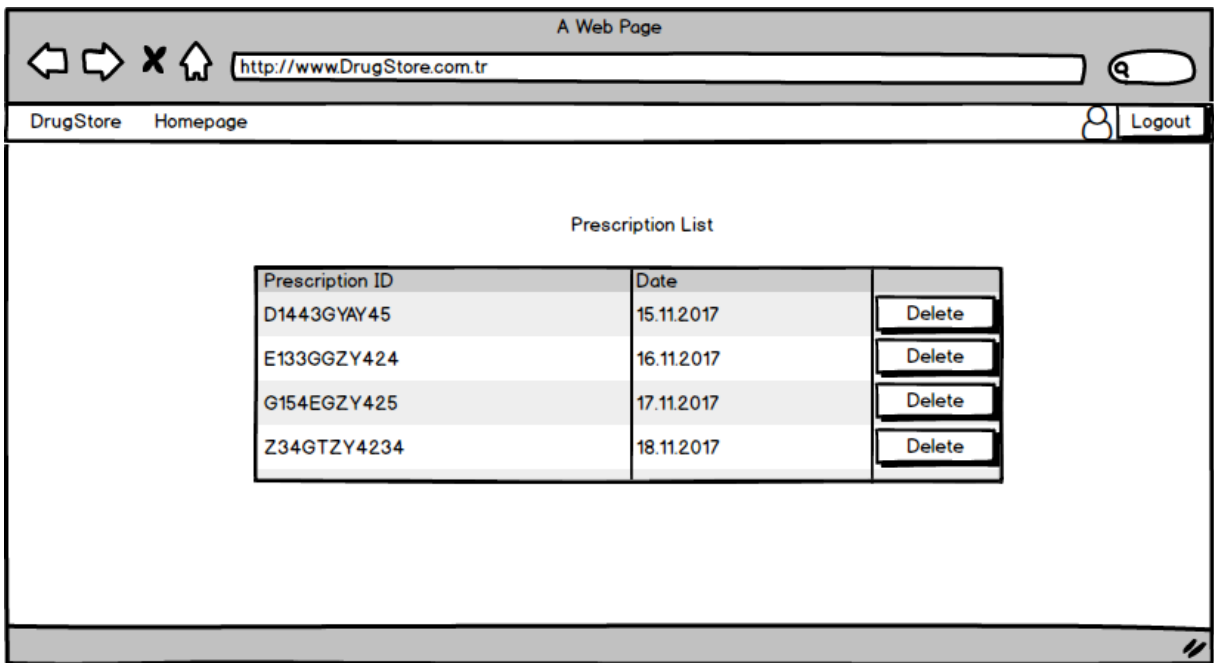 A Web Page
http://www.DrugStore.com.tr
DrugStore Homepage Logout
Prescription List
Prescription ID Date
D1443GYAY45 15.11.2017 Delete
E133GGZY424 16.11.2017 Delete
G154EGZY425 17.11.2017 Delete
Z34GTZY4234 18.11.2017 Delete